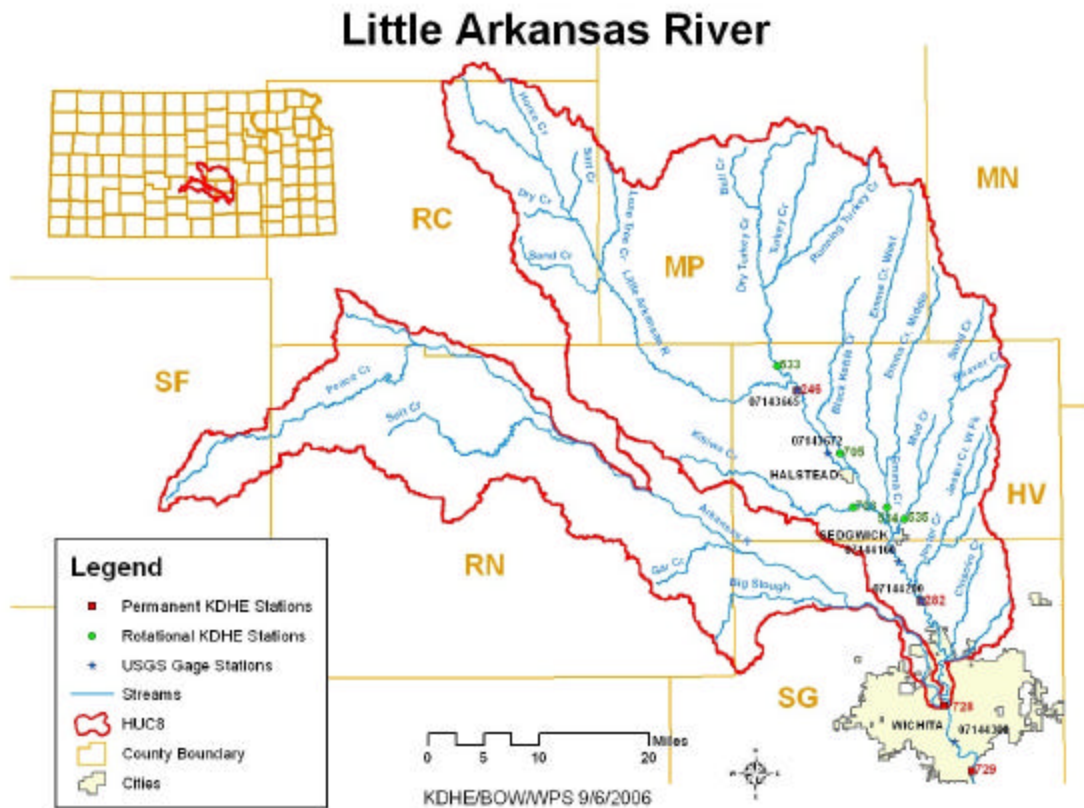 Little Arkansas River
MN
RC
MP
SF
HV
RN
SG
Horse Cr
Salt Cr
Dry Cr
Lone Tree Cr
Sand Cr
Little Arkansas R
Bull Cr
Dry Turkey Cr
Turkey Cr
Running Turkey Cr
Emma Cr, West
Emma Cr, Middle
Black Kettle Cr
Sand Cr
Beaver Cr
Mud Cr
Jester Cr W Fk
Peace Cr
Salt Cr
Kisiwa Cr
Emma Cr
Jester Cr
Chisholm Cr
Arkansas R
Gar Cr
Big Slough
533
246
07143665
07143672
705
HALSTEAD
703
534
535
SEDGWICK
07144100
07144200
282
728
WICHITA
07144300
729
Legend
Permanent KDHE Stations
Rotational KDHE Stations
USGS Gage Stations
Streams
HUC8
County Boundary
Cities
Miles
0 5 10 20
KDHE/BOW/WPS 9/6/2006